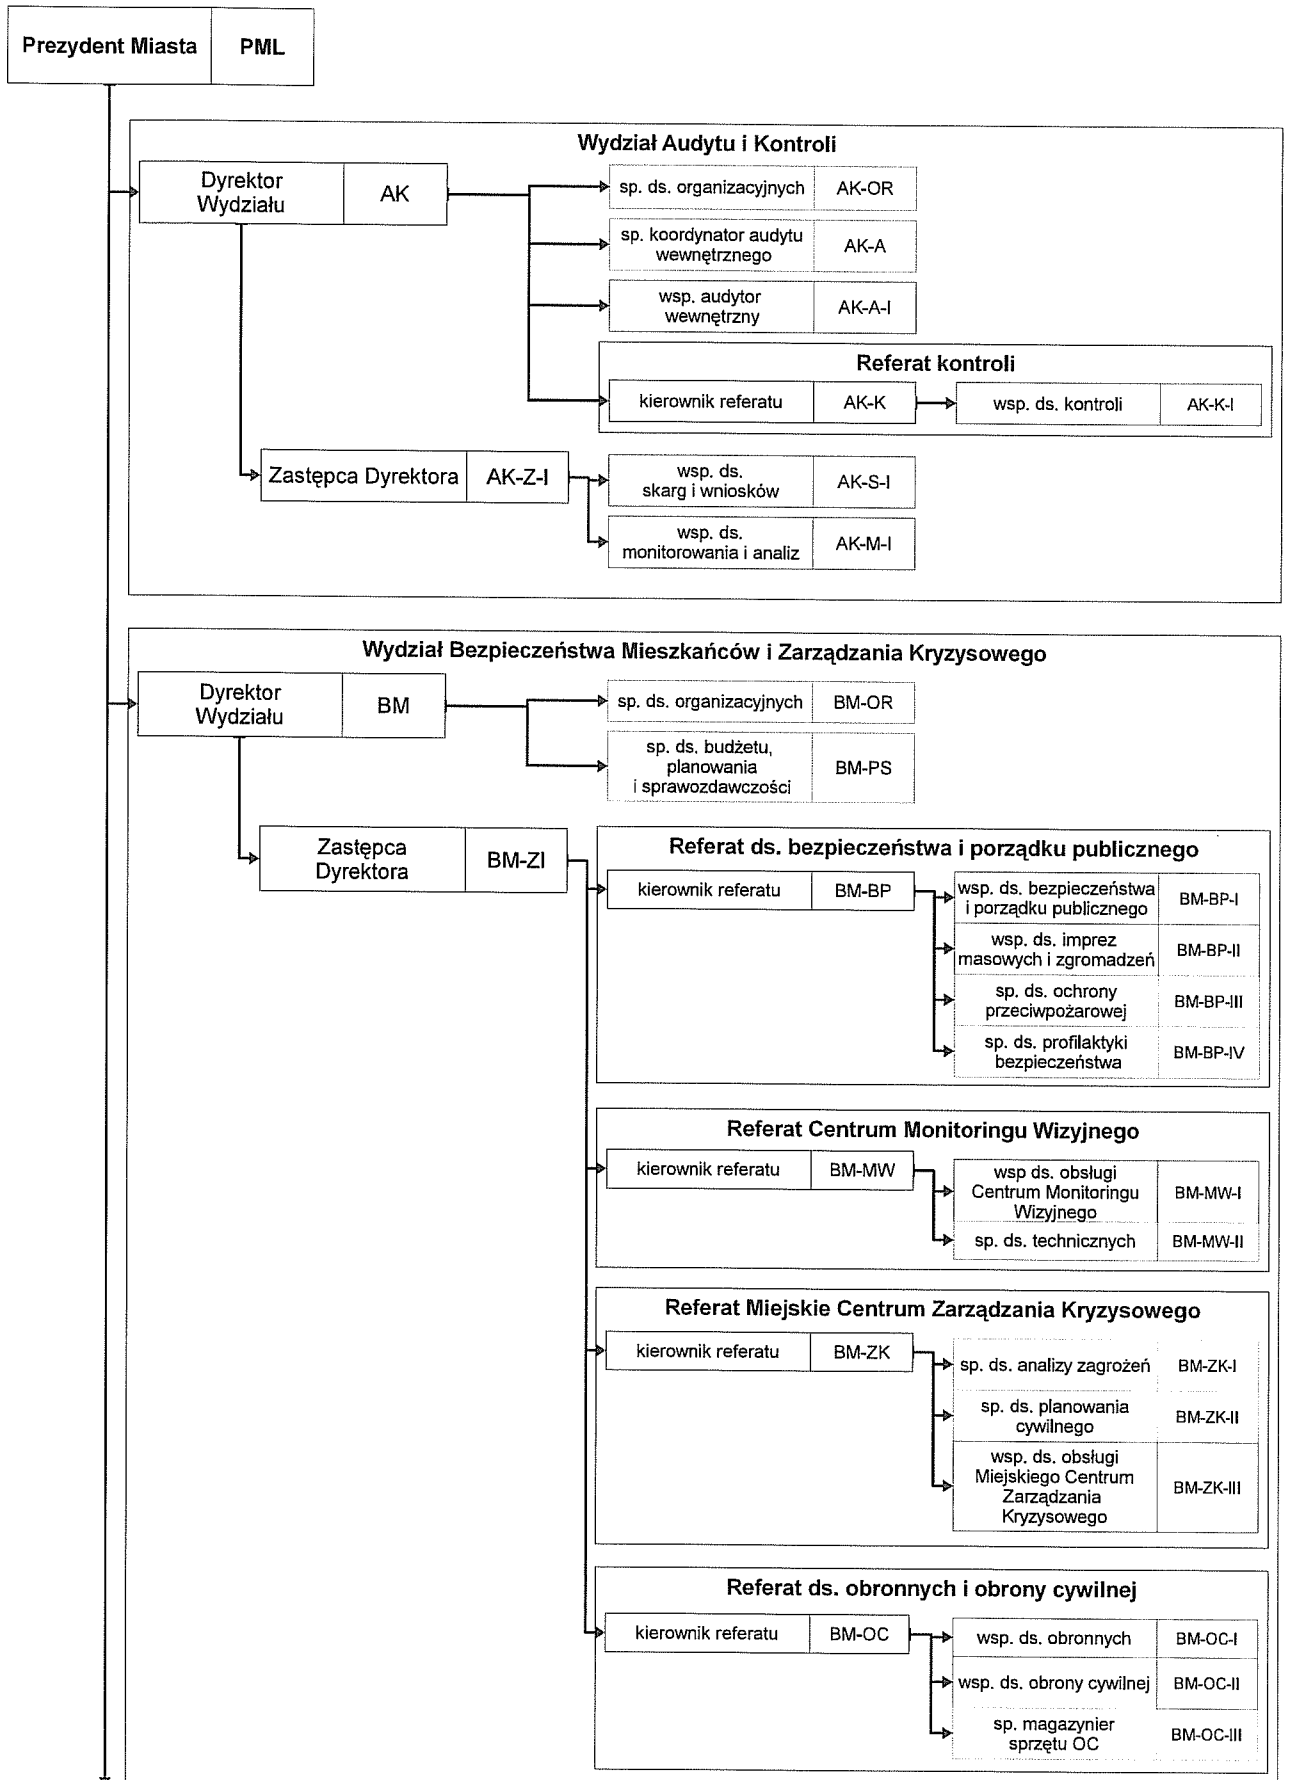 Prezydent Miasta PML
Wydział Audytu i Kontroli
Dyrektor
Wydziału
AK
sp. ds. organizacyjnych AK-OR
sp. koordynator audytu
wewnętrznego
AK-A
wsp. audytor
wewnętrzny
AK-A-I
Referat kontroli
kierownik referatu AK-K wsp. ds. kontroli AK-K-I
Zastępca Dyrektora AK-Z-I
wsp. ds.
skarg i wniosków
AK-S-I
wsp. ds.
monitorowania i analiz
AK-M-I
Wydział Bezpieczeństwa Mieszkańców i Zarządzania Kryzysowego
Dyrektor
Wydziału
BM
sp. ds. organizacyjnych BM-OR
sp. ds. budżetu,
planowania
i sprawozdawczości
BM-PS
Zastępca
Dyrektora
BM-ZI
Referat ds. bezpieczeństwa i porządku publicznego
kierownik referatu BM-BP
wsp. ds. bezpieczeństwa
i porządku publicznego
BM-BP-I
wsp. ds. imprez
masowych i zgromadzeń
BM-BP-II
sp. ds. ochrony
przeciwpożarowej
BM-BP-III
sp. ds. profilaktyki
bezpieczeństwa
BM-BP-IV
Referat Centrum Monitoringu Wizyjnego
kierownik referatu BM-MW
wsp ds. obsługi
Centrum Monitoringu
Wizyjnego
BM-MW-I
sp. ds. technicznych BM-MW-II
Referat Miejskie Centrum Zarządzania Kryzysowego
kierownik referatu BM-ZK
sp. ds. analizy zagrożeń BM-ZK-I
sp. ds. planowania
cywilnego
BM-ZK-II
wsp. ds. obsługi
Miejskiego Centrum
Zarządzania
Kryzysowego
BM-ZK-III
Referat ds. obronnych i obrony cywilnej
kierownik referatu BM-OC
wsp. ds. obronnych BM-OC-I
wsp. ds. obrony cywilnej BM-OC-II
sp. magazynier
sprzętu OC
BM-OC-III